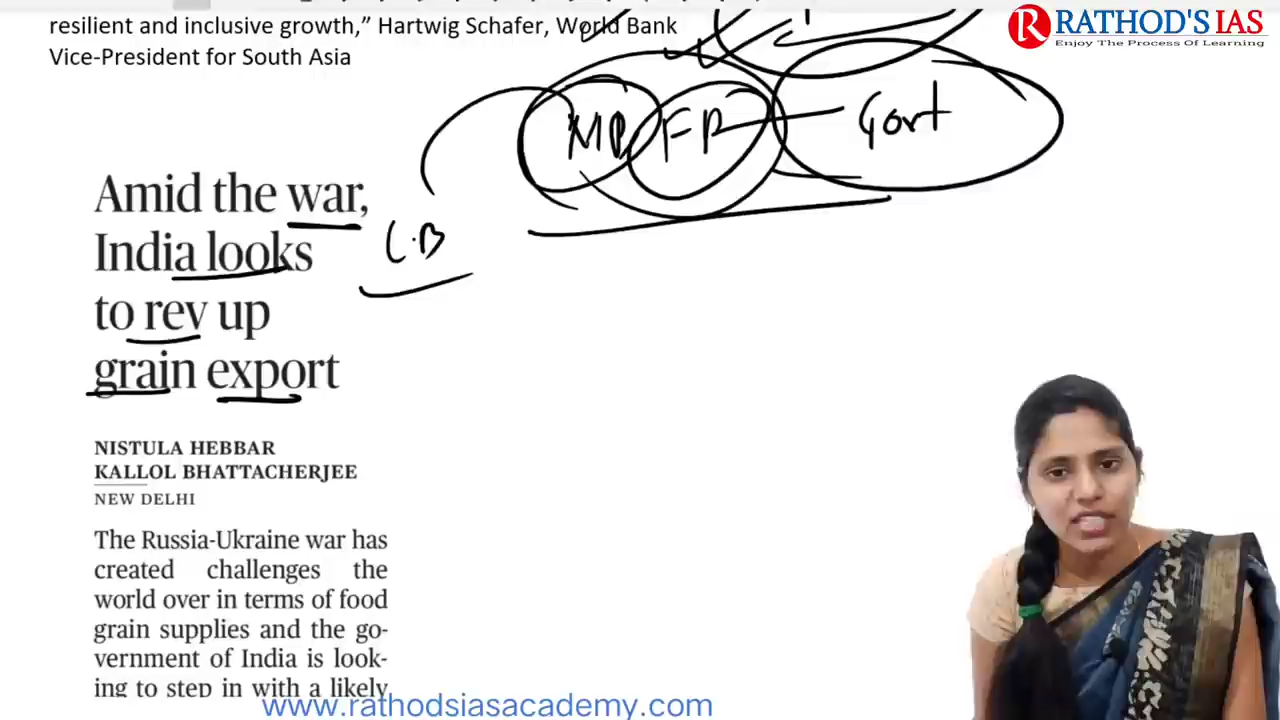 resilient and inclusive growth,” Hartwig Schafer, World Bank
Vice-President for South Asia
RATHOD'S IAS
Enjoy The Process Of Learning
MP FP Govt
C.B
Amid the war,
India looks
to rev up
grain export
NISTULA HEBBAR
KALLOL BHATTACHERJEE
NEW DELHI
The Russia-Ukraine war has
created challenges the
world over in terms of food
grain supplies and the go-
vernment of India is look-
ing to step in with a likely
www.rathodsiasacademy.com